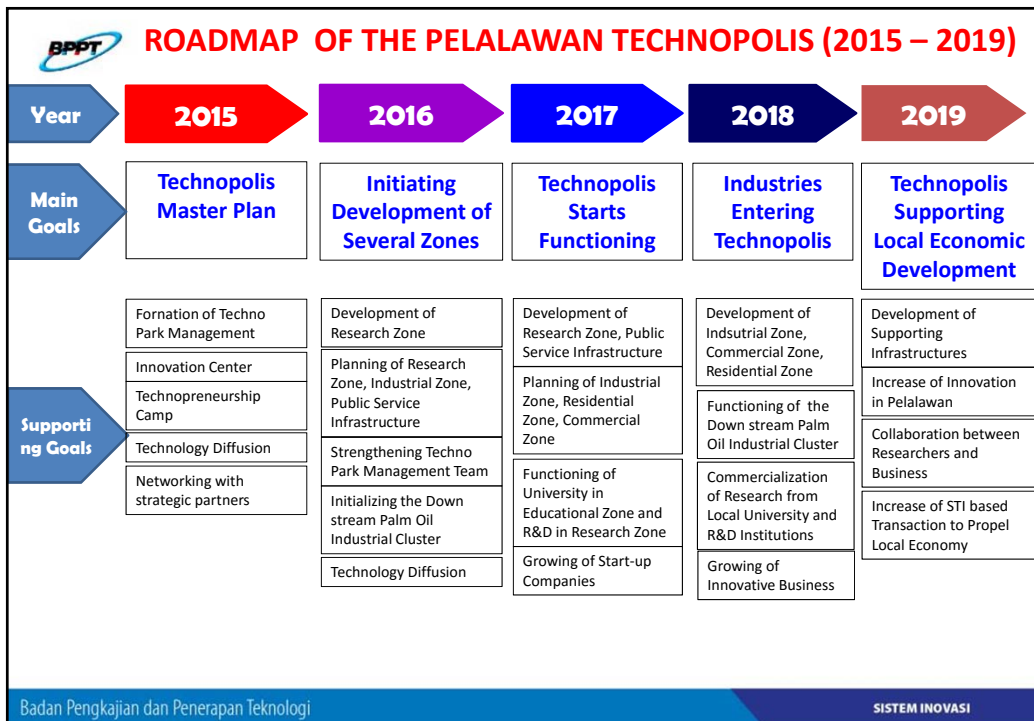 BPPT
ROADMAP OF THE PELALAWAN TECHNOPOLIS (2015 – 2019)
Year
2015
2016
2017
2018
2019
Main
Goals
Technopolis
Master Plan
Initiating
Development of
Several Zones
Technopolis
Starts
Functioning
Industries
Entering
Technopolis
Technopolis
Supporting
Local Economic
Development
Supporti
ng Goals
Fornation of Techno
Park Management
Innovation Center
Technopreneurship
Camp
Technology Diffusion
Networking with
strategic partners
Development of
Research Zone
Planning of Research
Zone, Industrial Zone,
Public Service
Infrastructure
Strengthening Techno
Park Management Team
Initializing the Down
stream Palm Oil
Industrial Cluster
Technology Diffusion
Development of
Research Zone, Public
Service Infrastructure
Planning of Industrial
Zone, Residential
Zone, Commercial
Zone
Functioning of
University in
Educational Zone and
R&D in Research Zone
Growing of Start-up
Companies
Development of
Indsutrial Zone,
Commercial Zone,
Residential Zone
Functioning of the
Down stream Palm
Oil Industrial Cluster
Commercialization
of Research from
Local University and
R&D Institutions
Growing of
Innovative Business
Development of
Supporting
Infrastructures
Increase of Innovation
in Pelalawan
Collaboration between
Researchers and
Business
Increase of STI based
Transaction to Propel
Local Economy
Badan Pengkajian dan Penerapan Teknologi
SISTEM INOVASI